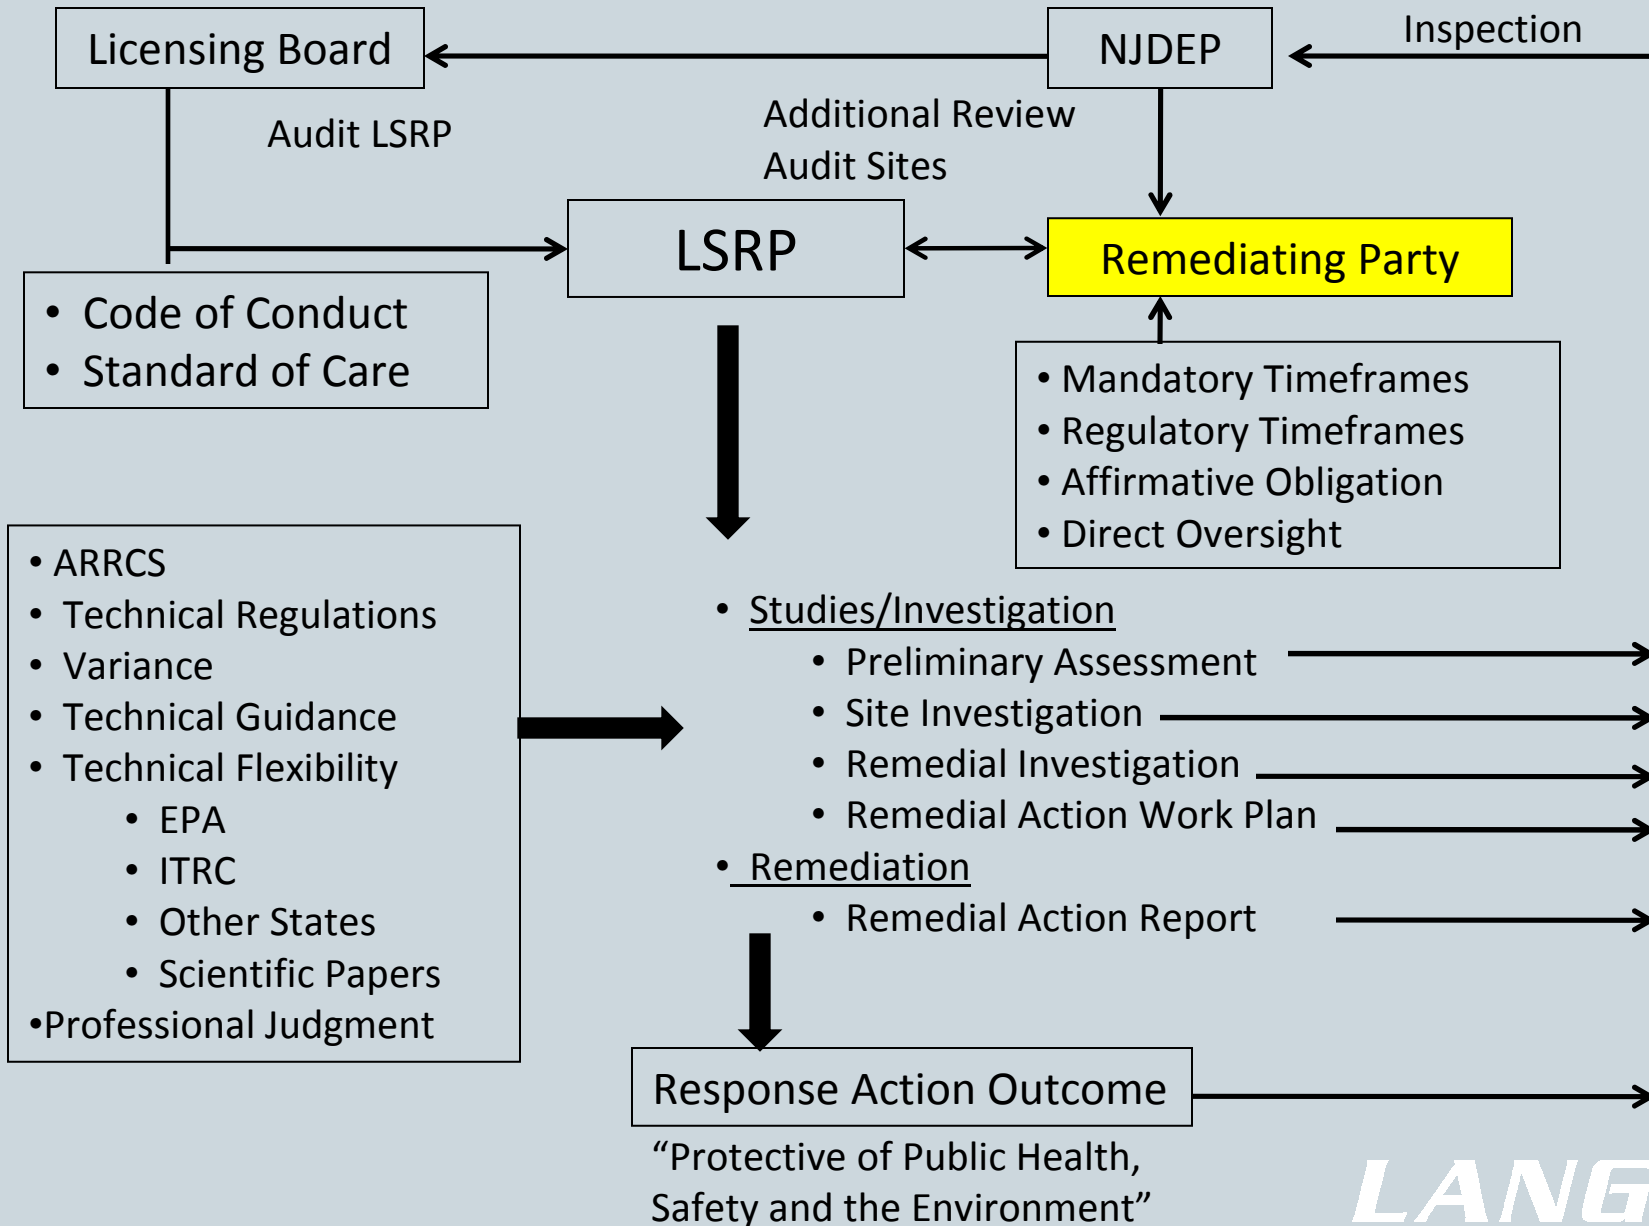 Licensing Board
NJDEP
Inspection
Audit LSRP
Additional Review
Audit Sites
LSRP
Remediating Party
• Code of Conduct
• Standard of Care
• Mandatory Timeframes
• Regulatory Timeframes
• Affirmative Obligation
• Direct Oversight
• ARRCS
• Technical Regulations
• Variance
• Technical Guidance
• Technical Flexibility
• EPA
• ITRC
• Other States
• Scientific Papers
•Professional Judgment
• Studies/Investigation
• Preliminary Assessment
• Site Investigation
• Remedial Investigation
• Remedial Action Work Plan
• Remediation
• Remedial Action Report
Response Action Outcome
“Protective of Public Health,
Safety and the Environment”
LANG